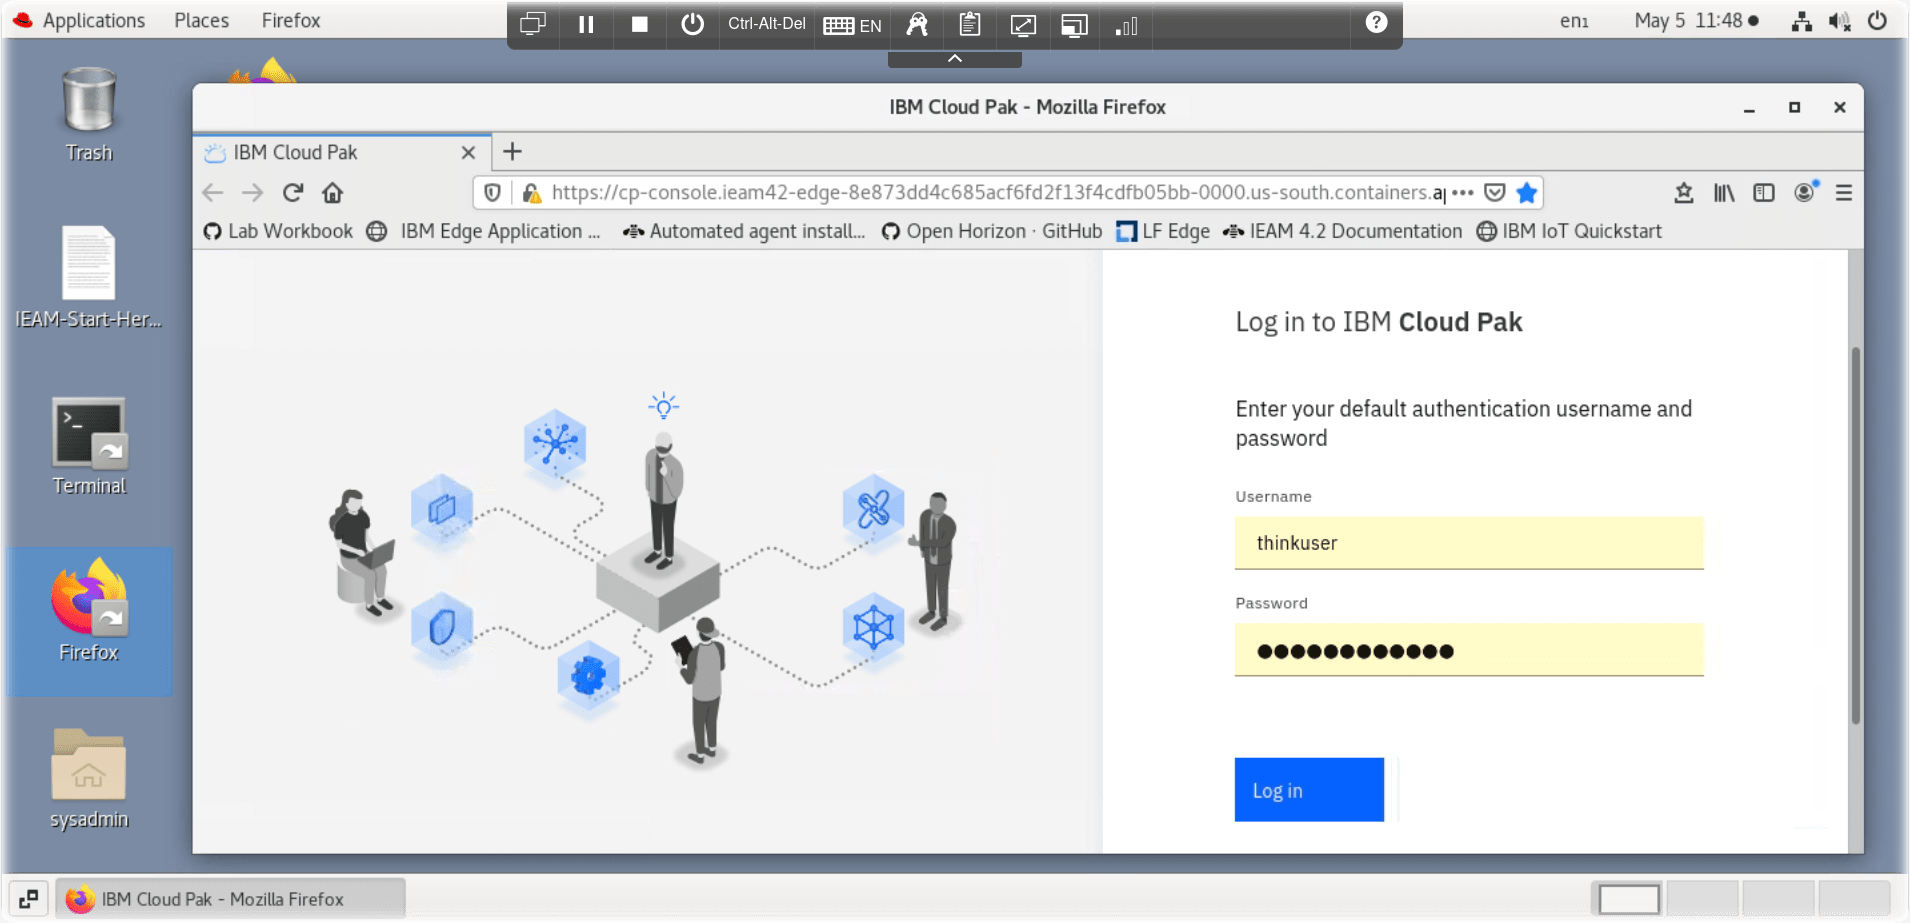 Applications Places Firefox
Ctrl-Alt-Del EN
en₁ May 5 11:48
Trash
IEAM-Start-Her...
Terminal
Firefox
sysadmin
IBM Cloud Pak - Mozilla Firefox
IBM Cloud Pak
https://cp-console.ieam42-edge-8e873dd4c685acf6fd2f13f4cdfb05bb-0000.us-south.containers.ap
Lab Workbook IBM Edge Application ... Automated agent install... Open Horizon · GitHub LF Edge IEAM 4.2 Documentation IBM IoT Quickstart
Log in to IBM Cloud Pak
Enter your default authentication username and
password
Username
thinkuser
Password
Log in
IBM Cloud Pak - Mozilla Firefox